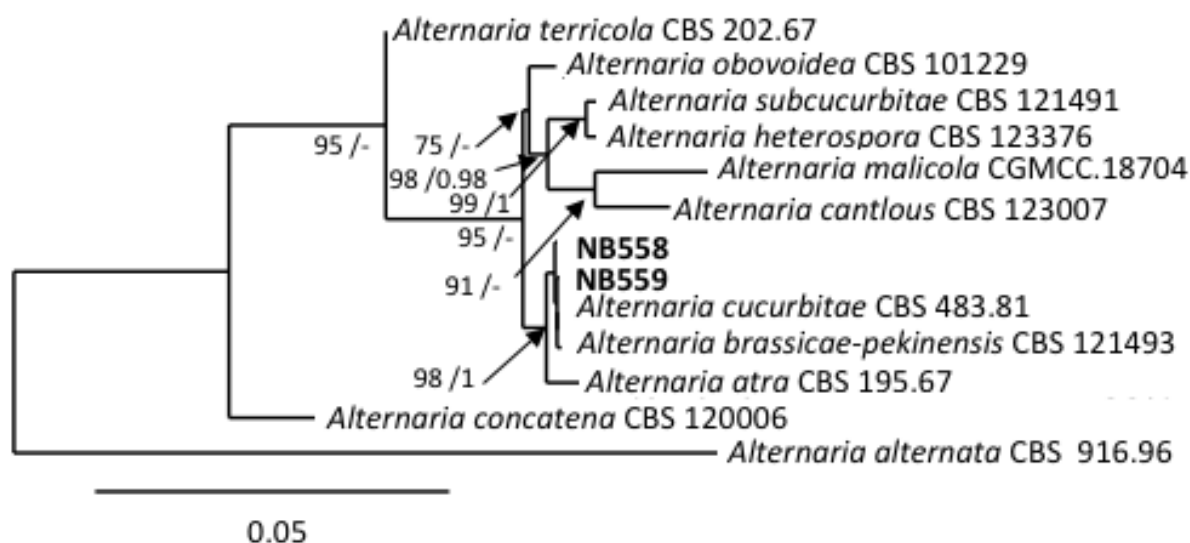 Alternaria terricola CBS 202.67
Alternaria obovoidea CBS 101229
Alternaria subcucurbitae CBS 121491
95 /-
75 /-
Alternaria heterospora CBS 123376
Alternaria malicola CGMCC.18704
98 /0.98
99 /1
Alternaria cantlous CBS 123007
95 /-
NB558
NB559
91 /-
Alternaria cucurbitae CBS 483.81
Alternaria brassicae-pekinensis CBS 121493
98 /1
Alternaria atra CBS 195.67
Alternaria concatena CBS 120006
Alternaria alternata CBS 916.96
0.05